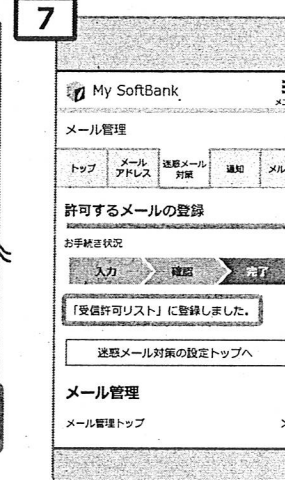 7
My SoftBank
メール管理
トップ
メール
アドレス
迷惑メール
対策
通知
許可するメールの登録
お手続き状況
入力
確認
完了
「受信許可リスト」に登録しました。
迷惑メール対策の設定トップへ
メール管理
メール管理トップ